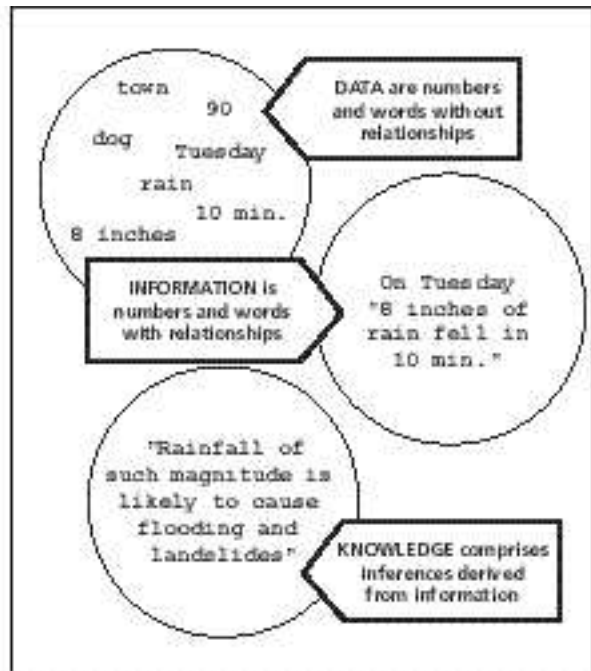 town
90
dog
Tuesday
rain
10 min.
8 inches
DATA are numbers
and words without
relationships
INFORMATION is
numbers and words
with relationships
On Tuesday
"8 inches of
rain fell in
10 min."
"Rainfall of
such magnitude is
likely to cause
flooding and
landslides"
KNOWLEDGE comprises
inferences derived
from information